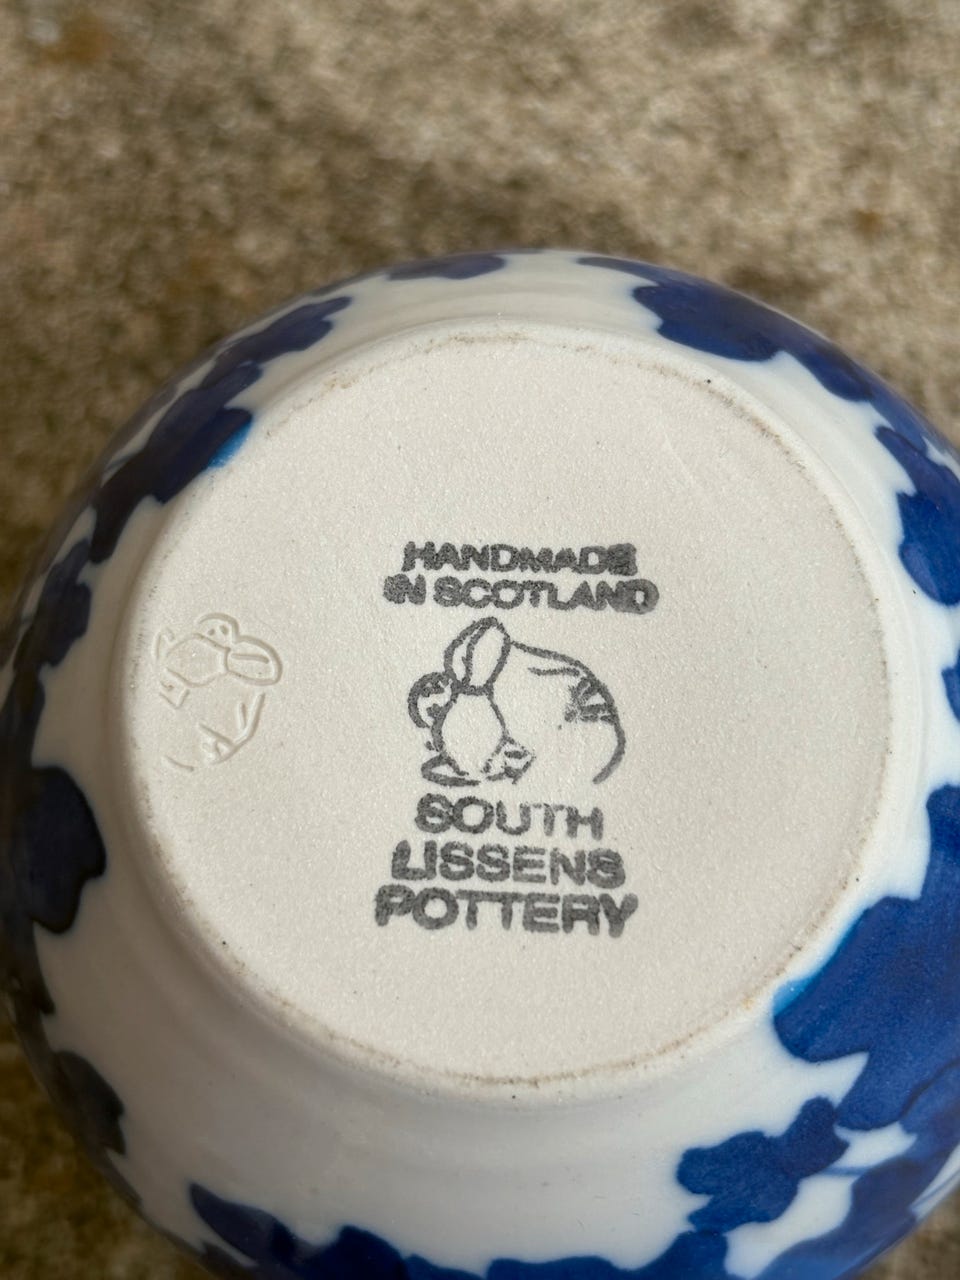 HANDMADE
IN SCOTLAND
SOUTH
LISSENS
POTTERY